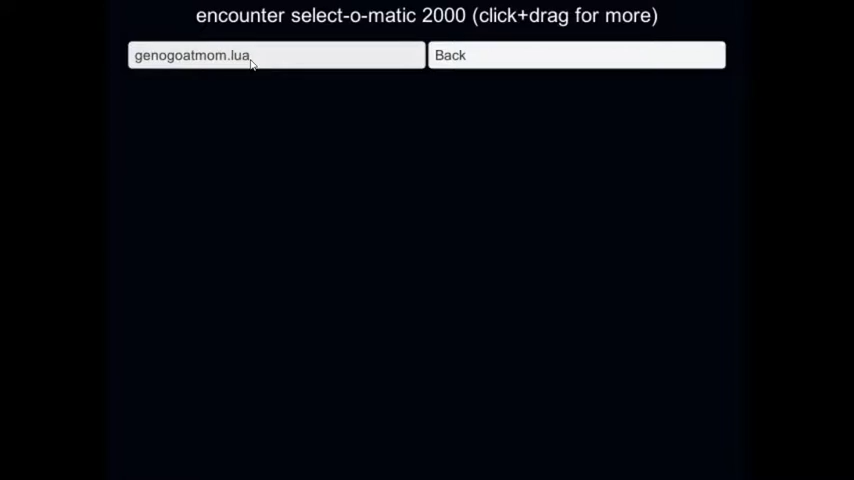 encounter select-o-matic 2000 (click+drag for more)
genogoatmom.lua
Back